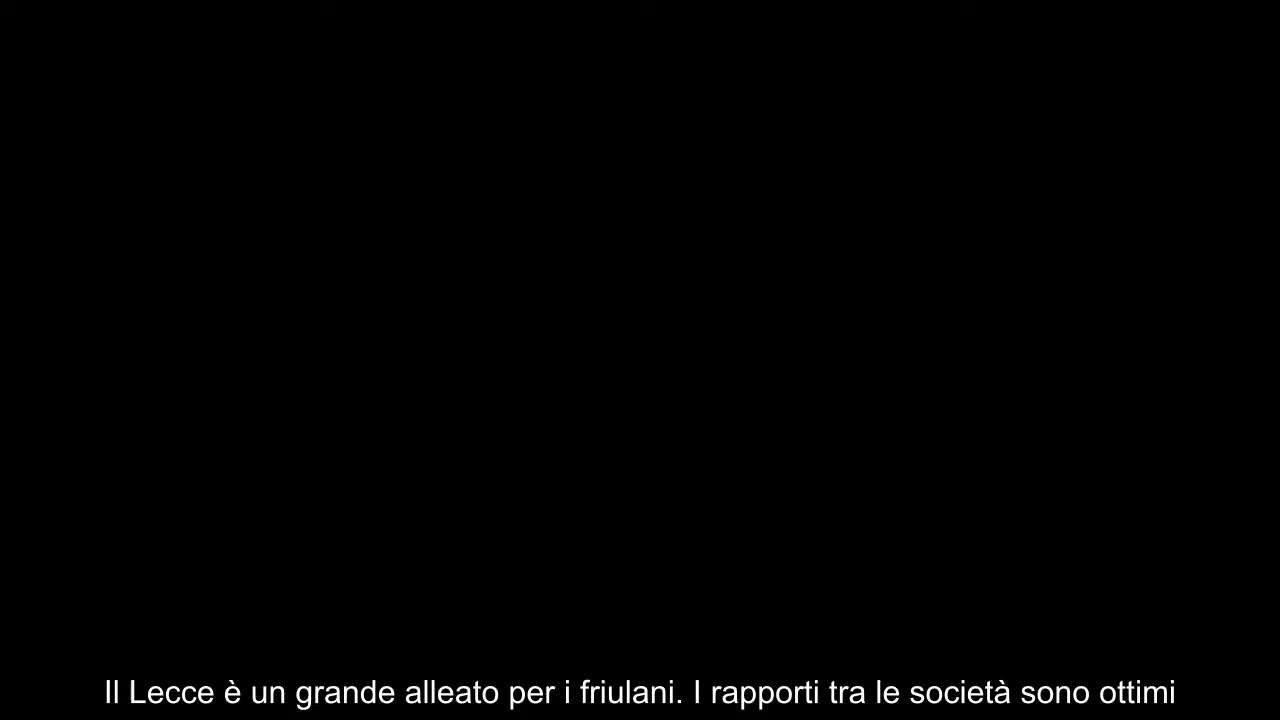 Il Lecce è un grande alleato per i friulani. I rapporti tra le società sono ottimi